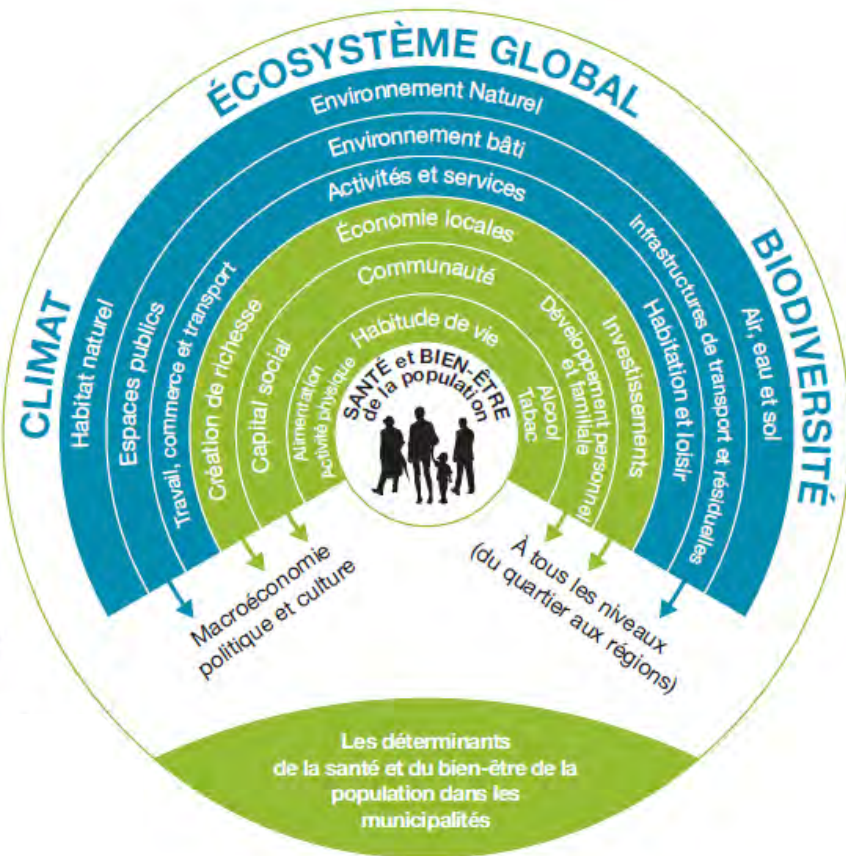 ÉCOSYSTÈME GLOBAL
CLIMAT
BIODIVERSITÉ
Environnement Naturel
Habitat naturel
Air, eau et sol
Environnement bâti
Espaces publics
Infrastructures de transport et résiduelles
Activités et services
Travail, commerce et transport
Habitation et loisir
Économie locales
Création de richesse
Investissements
Communauté
Capital social
Développement personnel
et familiale
Habitude de vie
Alimentation
Activité physique
Alcool
Tabac
SANTÉ et BIEN-ÊTRE
de la population
Macroéconomie
politique et culture
À tous les niveaux
(du quartier aux régions)
Les déterminants
de la santé et du bien-être de la
population dans les
municipalités